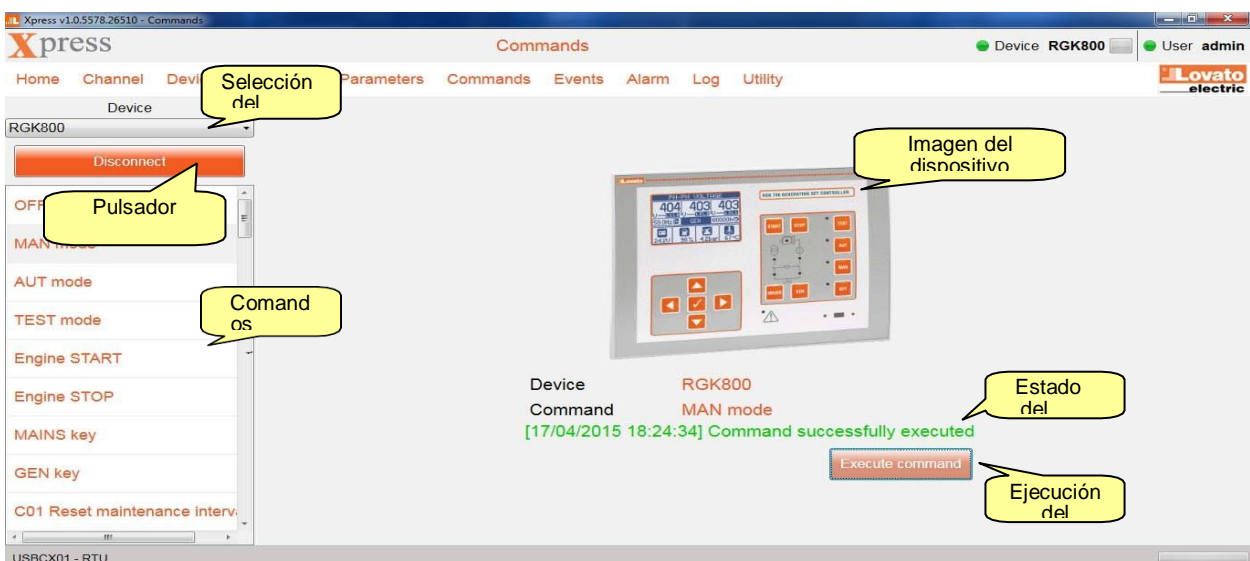 Xpress v1.0.5578.26510 - Commands
Xpress
Commands
Device RGK800
User admin
Home Channel Devi Parameters Commands Events Alarm Log Utility
Lovato
electric
Device
RGK800
Disconnect
Selección
del
Pulsador
OFF
MAN mode
AUT mode
TEST mode
Engine START
Engine STOP
MAINS key
GEN key
C01 Reset maintenance interva
Comand
os
Imagen del
dispositivo
404 403 403
START STOP
Device RGK800
Command MAN mode
[17/04/2015 18:24:34] Command successfully executed
Execute command
Estado
del
Ejecución
del
USBCX01 - RTU